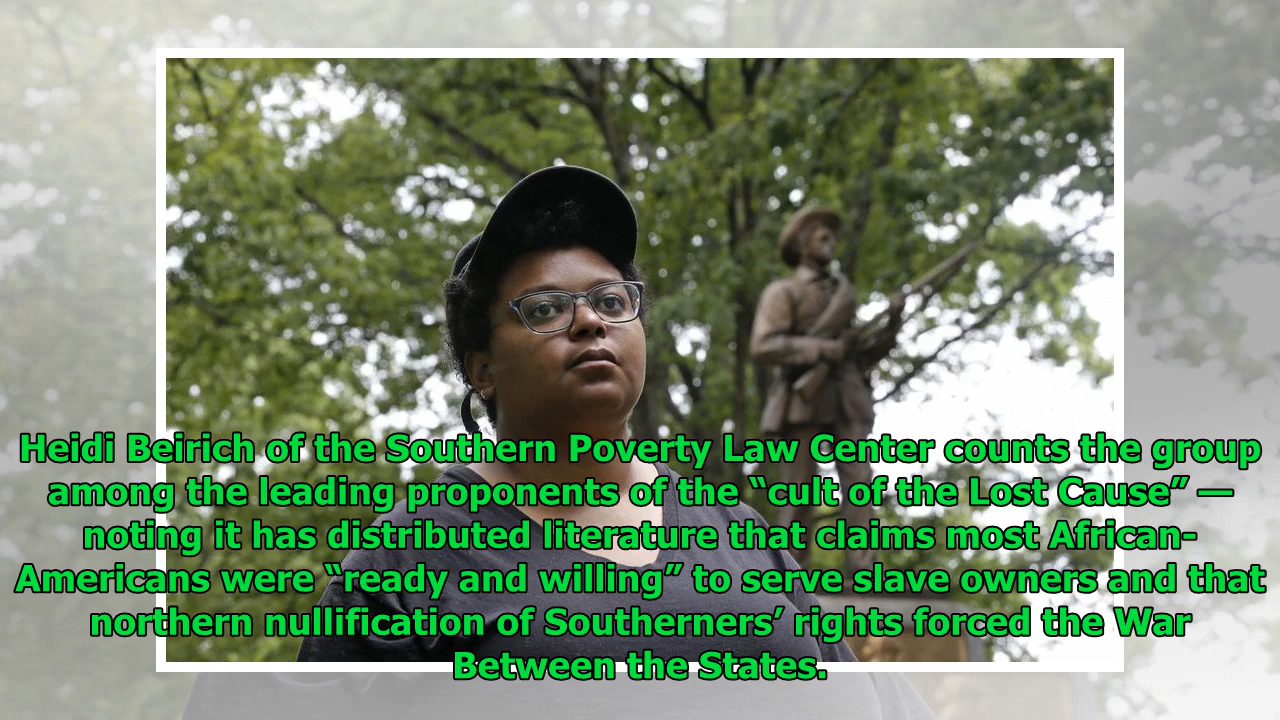 Heidi Beirich of the Southern Poverty Law Center counts the group
among the leading proponents of the “cult of the Lost Cause” —
noting it has distributed literature that claims most African-
Americans were “ready and willing” to serve slave owners and that
northern nullification of Southerners’ rights forced the War
Between the States.